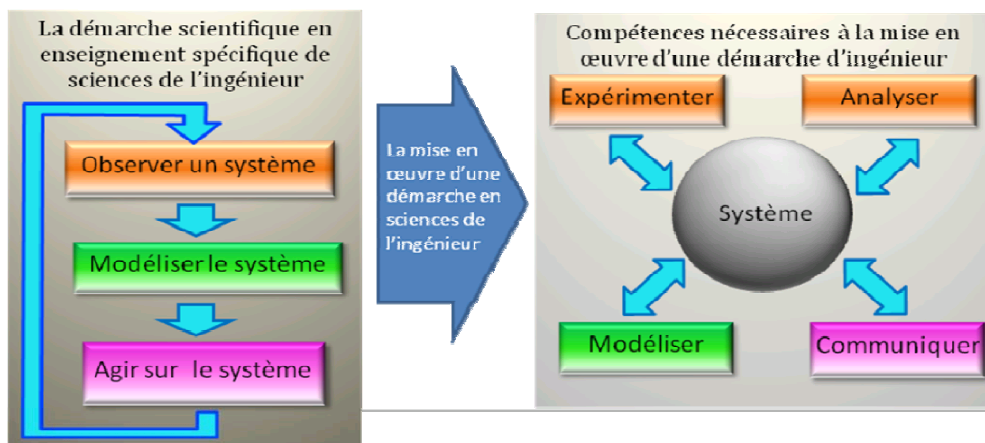 La démarche scientifique en
enseignement spécifique de
sciences de l'ingénieur
Observer un système
Modéliser le système
Agir sur le système
La mise en
œuvre d'une
démarche en
sciences de
l'ingénieur
Compétences nécessaires à la mise en
œuvre d'une démarche d'ingénieur
Expérimenter
Analyser
Système
Modéliser
Communiquer